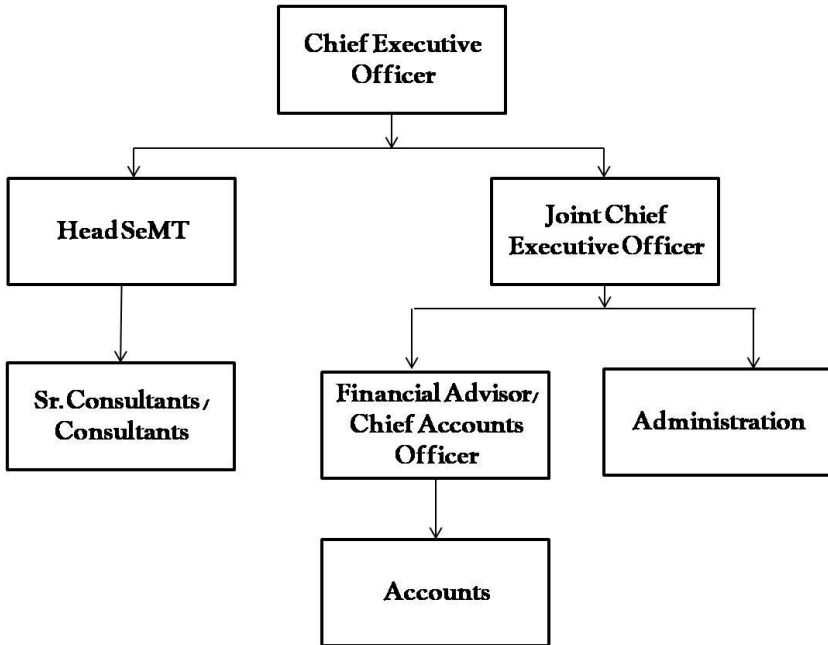 Chief Executive
Officer
Head SeMT
Joint Chief
Executive Officer
Sr. Consultants /
Consultants
Financial Advisor/
Chief Accounts
Officer
Administration
Accounts